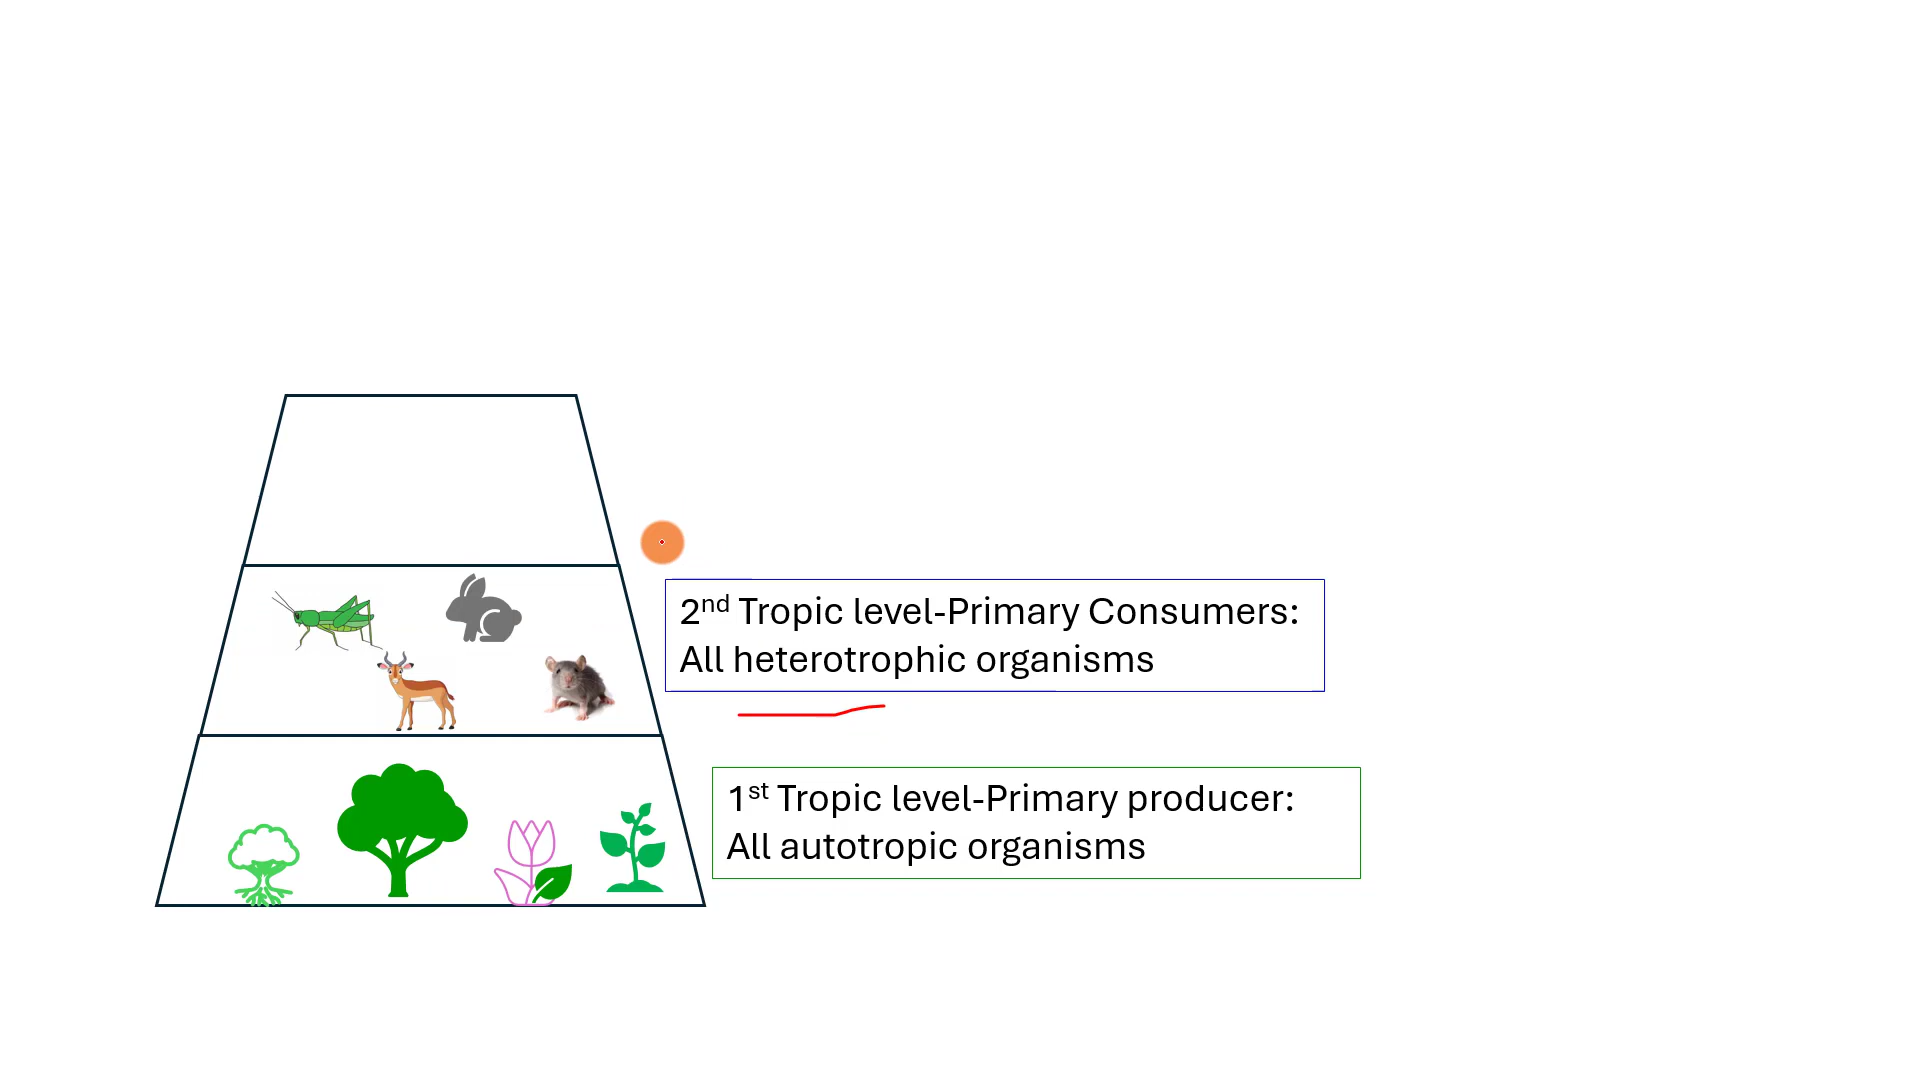 2nd Tropic level-Primary Consumers:
All heterotrophic organisms
1st Tropic level-Primary producer:
All autotropic organisms